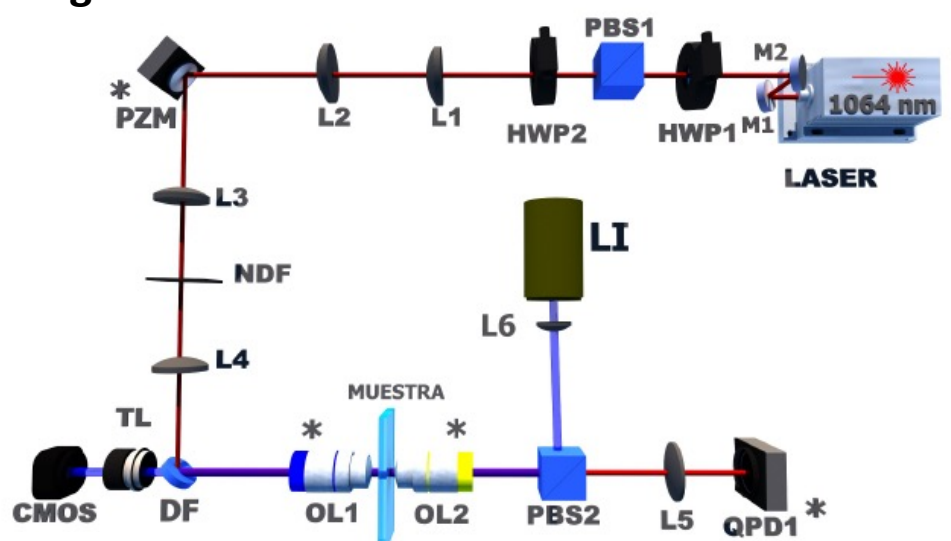 PBS1
M2
*
PZM
L2
L1
HWP2
HWP1
M1
1064 nm
LASER
L3
LI
NDF
L6
L4
MUESTRA
TL
*
*
CMOS
DF
OL1
OL2
PBS2
L5
QPD1 *